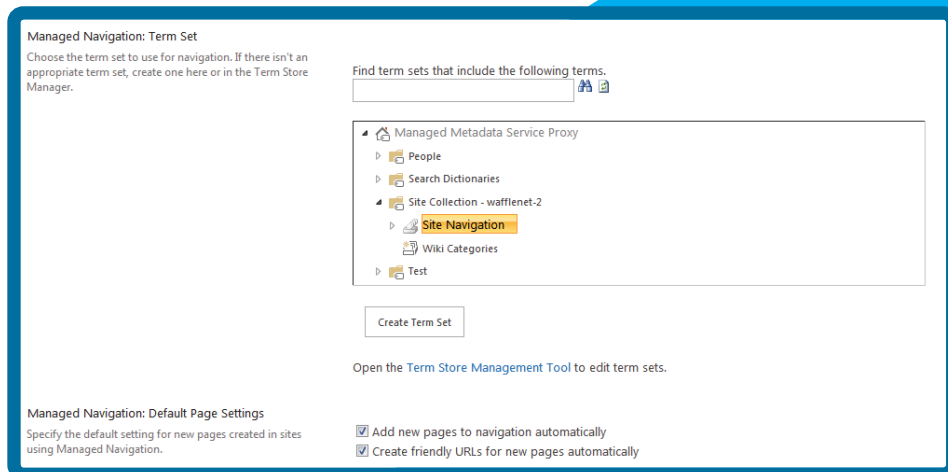 Managed Navigation: Term Set
Choose the term set to use for navigation. If there isn't an
appropriate term set, create one here or in the Term Store
Manager.
Find term sets that include the following terms.
Managed Metadata Service Proxy
People
Search Dictionaries
Site Collection - wafflenet-2
Site Navigation
Wiki Categories
Test
Create Term Set
Open the Term Store Management Tool to edit term sets.
Managed Navigation: Default Page Settings
Specify the default setting for new pages created in sites
using Managed Navigation.
Add new pages to navigation automatically
Create friendly URLs for new pages automatically